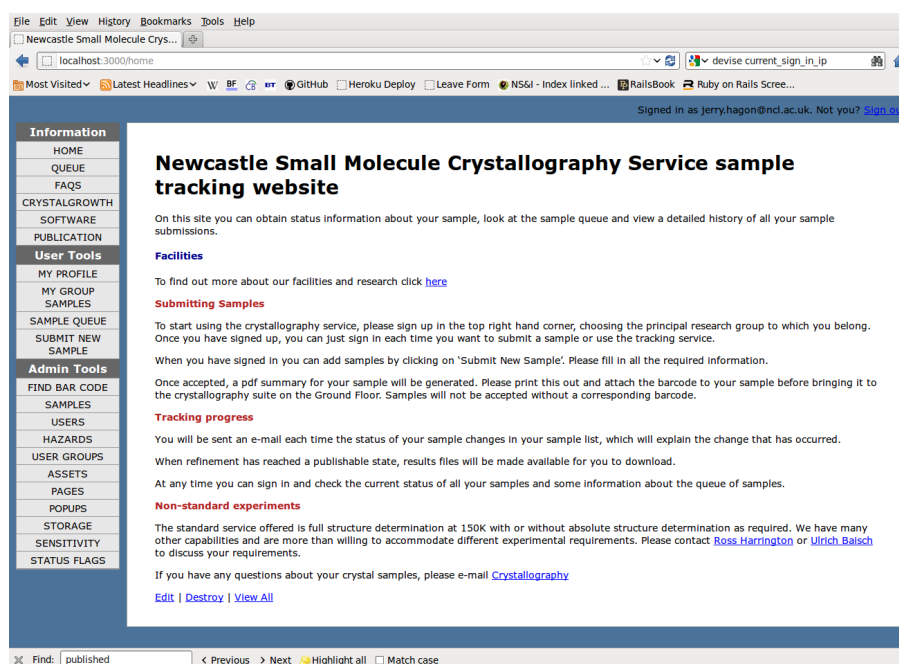 File Edit View History Bookmarks Tools Help
Newcastle Small Molecule Crys...
localhost:3000/home
devise current_sign_in_ip
Most Visited Latest Headlines W BF BT GitHub Heroku Deploy Leave Form NS&I - Index linked ... RailsBook Ruby on Rails Scree...
Signed in as jerry.hagon@ncl.ac.uk. Not you? Sign ou
Information
HOME
QUEUE
FAQS
CRYSTALGROWTH
SOFTWARE
PUBLICATION
User Tools
MY PROFILE
MY GROUP
SAMPLES
SAMPLE QUEUE
SUBMIT NEW
SAMPLE
Admin Tools
FIND BAR CODE
SAMPLES
USERS
HAZARDS
USER GROUPS
ASSETS
PAGES
POPUPS
STORAGE
SENSITIVITY
STATUS FLAGS
Newcastle Small Molecule Crystallography Service sample
tracking website
On this site you can obtain status information about your sample, look at the sample queue and view a detailed history of all your sample
submissions.
Facilities
To find out more about our facilities and research click here
Submitting Samples
To start using the crystallography service, please sign up in the top right hand corner, choosing the principal research group to which you belong.
Once you have signed up, you can just sign in each time you want to submit a sample or use the tracking service.
When you have signed in you can add samples by clicking on ‘Submit New Sample’. Please fill in all the required information.
Once accepted, a pdf summary for your sample will be generated. Please print this out and attach the barcode to your sample before bringing it to
the crystallography suite on the Ground Floor. Samples will not be accepted without a corresponding barcode.
Tracking progress
You will be sent an e-mail each time the status of your sample changes in your sample list, which will explain the change that has occurred.
When refinement has reached a publishable state, results files will be made available for you to download.
At any time you can sign in and check the current status of all your samples and some information about the queue of samples.
Non-standard experiments
The standard service offered is full structure determination at 150K with or without absolute structure determination as required. We have many
other capabilities and are more than willing to accommodate different experimental requirements. Please contact Ross Harrington or Ulrich Baisch
to discuss your requirements.
If you have any questions about your crystal samples, please e-mail Crystallography
Edit | Destroy | View All
Find: published Previous Next Highlight all Match case